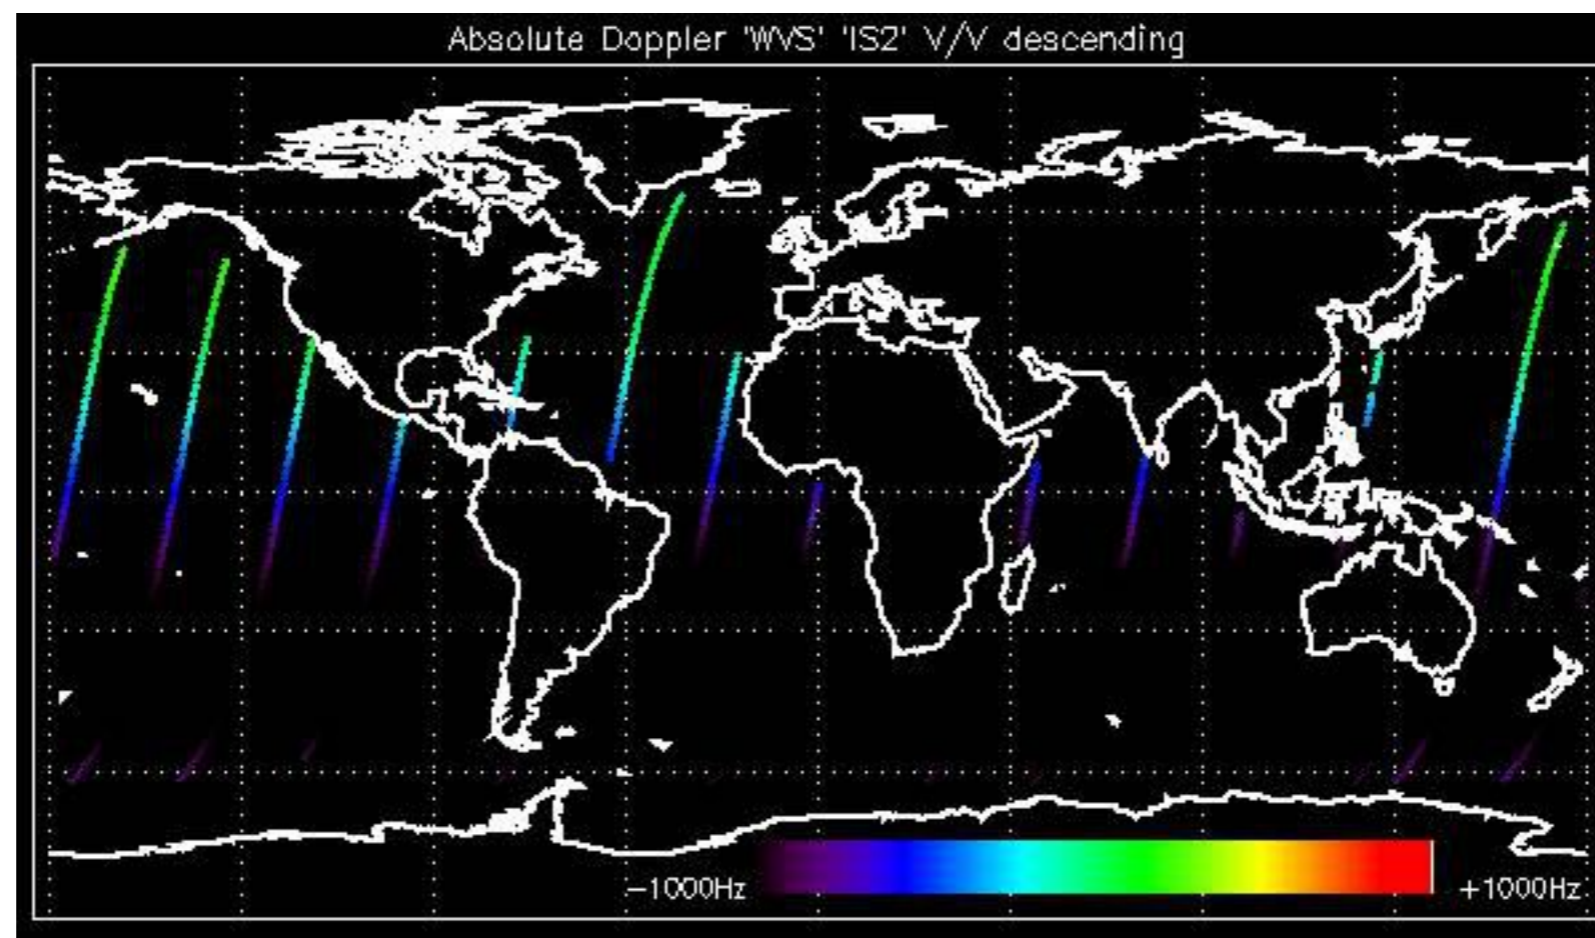 Absolute Doppler 'WVS' 'IS2' V/V descending
−1000Hz
+1000Hz